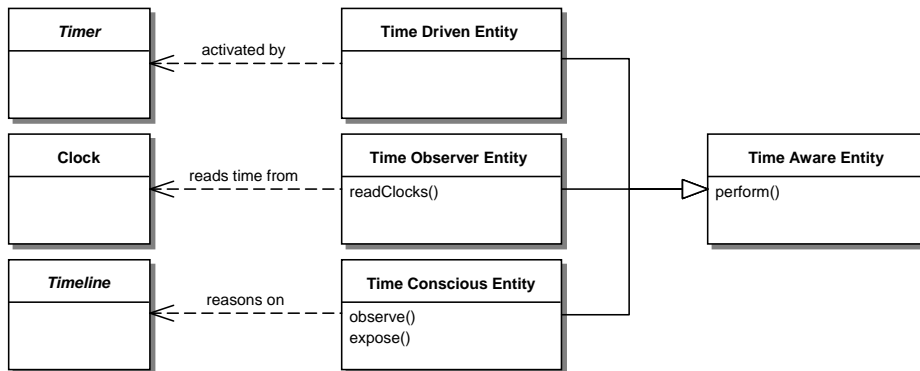 Timer
activated by
Time Driven Entity
Clock
reads time from
Time Observer Entity
readClocks()
Time Aware Entity
perform()
Timeline
reasons on
Time Conscious Entity
observe()
expose()